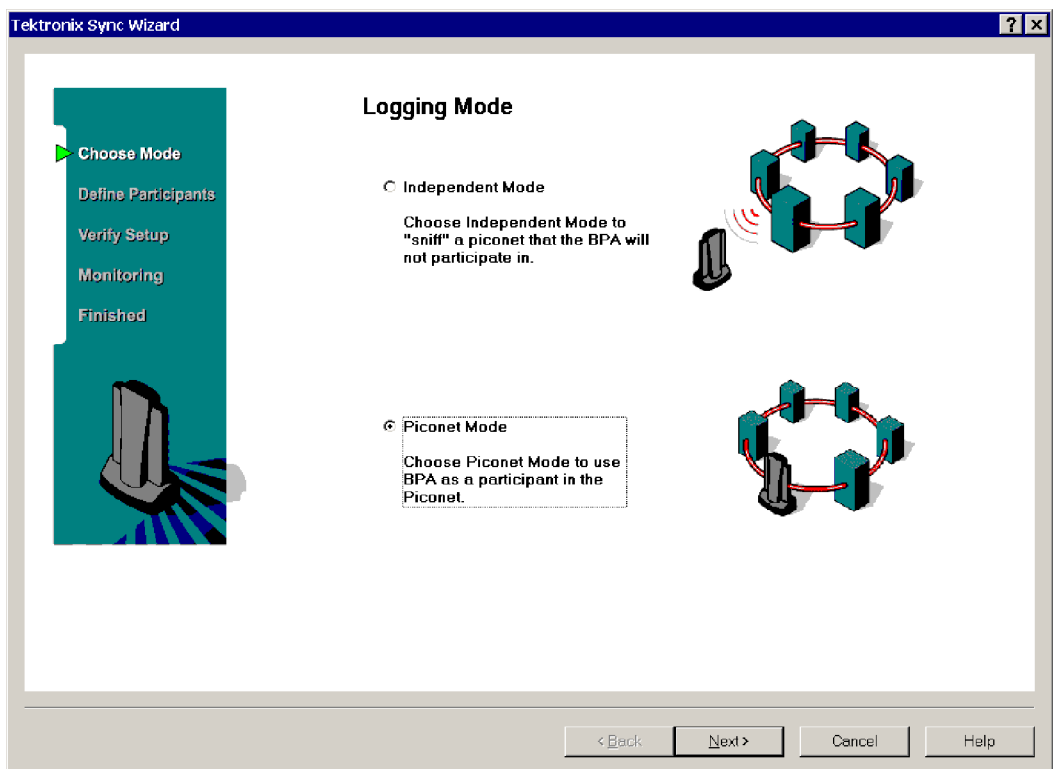 Tektronix Sync Wizard
? ×
Choose Mode
Define Participants
Verify Setup
Monitoring
Finished
Logging Mode
Independent Mode
Choose Independent Mode to
"sniff" a piconet that the BPA will
not participate in.
Piconet Mode
Choose Piconet Mode to use
BPA as a participant in the
Piconet.
< Back
Next >
Cancel
Help